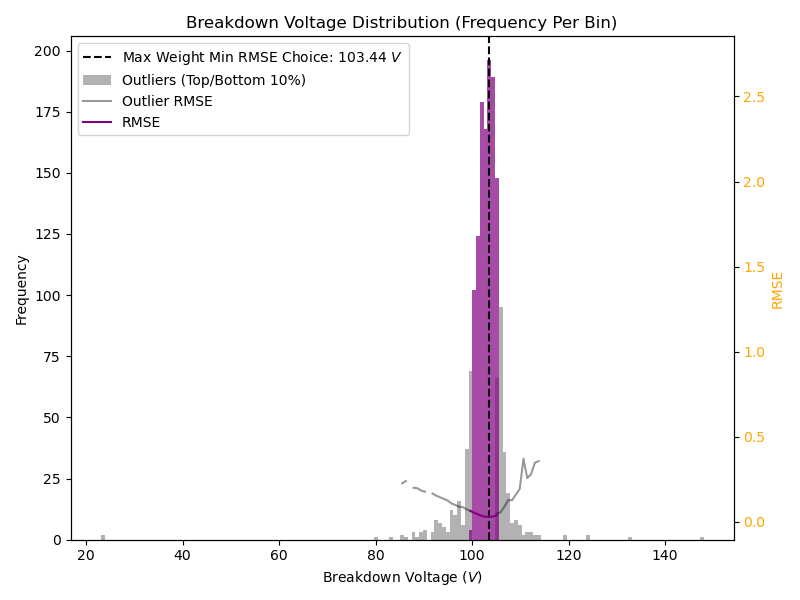 Breakdown Voltage Distribution (Frequency Per Bin)
Max Weight Min RMSE Choice: 103.44 V
Outliers (Top/Bottom 10%)
Outlier RMSE
RMSE
200
175
150
125
100
75
50
25
0
Frequency
2.5
2.0
1.5
1.0
0.5
0.0
RMSE
20
40
60
80
100
120
140
Breakdown Voltage (V)